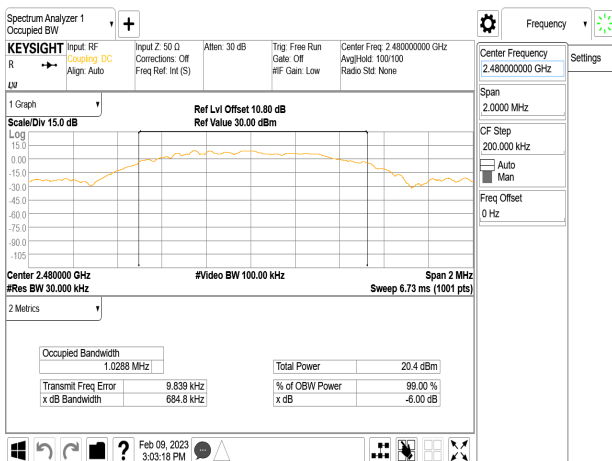 Spectrum Analyzer 1
Occupied BW
Frequency
KEYSIGHT
R
LXI
Input: RF
Coupling: DC
Align: Auto
Input Z: 50 Ω
Corrections: Off
Freq Ref: Int (S)
Atten: 30 dB
Trig: Free Run
Gate: Off
#IF Gain: Low
Center Freq: 2.480000000 GHz
Avg|Hold: 100/100
Radio Std: None
Center Frequency
2.480000000 GHz
Settings
Span
2.0000 MHz
CF Step
200.000 kHz
Auto
Man
Freq Offset
0 Hz
1 Graph
Scale/Div 15.0 dB
Ref Lvl Offset 10.80 dB
Ref Value 30.00 dBm
Log
15.0
0.00
-15.0
-30.0
-45.0
-60.0
-75.0
-90.0
-105
Center 2.480000 GHz
#Res BW 30.000 kHz
#Video BW 100.00 kHz
Span 2 MHz
Sweep 6.73 ms (1001 pts)
2 Metrics
Occupied Bandwidth
1.0288 MHz
Total Power 20.4 dBm
Transmit Freq Error 9.839 kHz
% of OBW Power 99.00 %
x dB Bandwidth 684.8 kHz
x dB -6.00 dB
?
Feb 09, 2023
3:03:18 PM